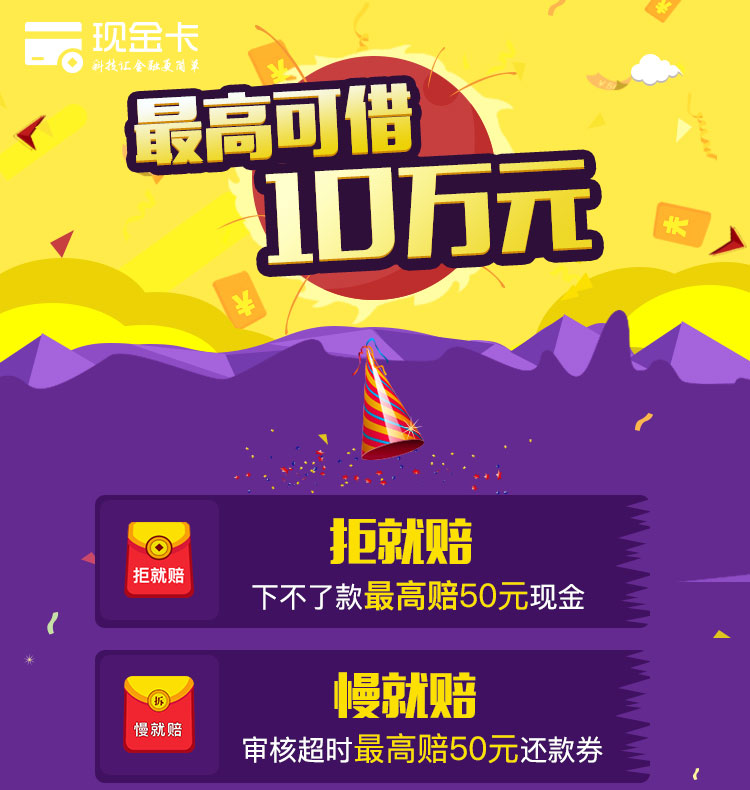 现金卡
科技让金融更简单
最高可借
10万元
拒就赔
拒就赔
下不了款最高赔50元现金
拆
慢就赔
慢就赔
审核超时最高赔50元还款券